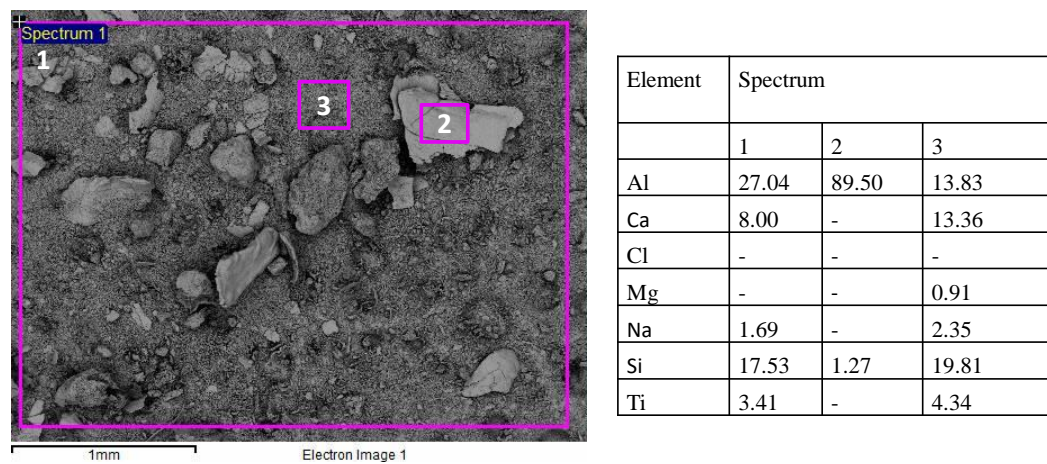 Spectrum 1
1
3
2
1mm Electron Image 1
Element Spectrum
1 2 3
Al 27.04 89.50 13.83
Ca 8.00 - 13.36
Cl - - -
Mg - - 0.91
Na 1.69 - 2.35
Si 17.53 1.27 19.81
Ti 3.41 - 4.34